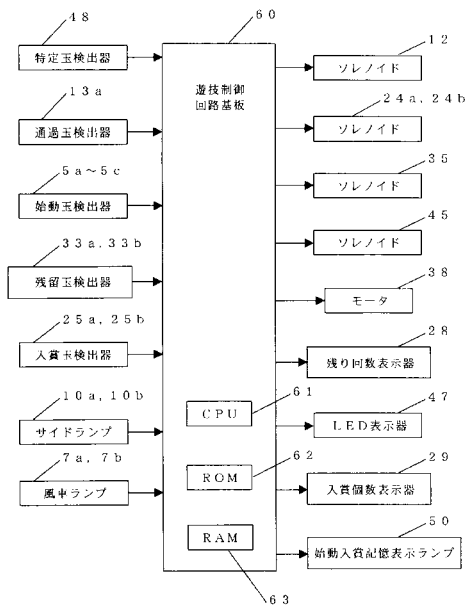 ４８
特定玉検出器
１３ａ
通過玉検出器
５ａ～５ｃ
始動玉検出器
３３ａ，３３ｂ
残留玉検出器
２５ａ，２５ｂ
入賞玉検出器
１０ａ，１０ｂ
サイドランプ
７ａ，７ｂ
風車ランプ
６０
遊技制御
回路基板
６１
ＣＰＵ
６２
ＲＯＭ
ＲＡＭ
６３
１２
ソレノイド
２４ａ，２４ｂ
ソレノイド
３５
ソレノイド
４５
ソレノイド
３８
モータ
２８
残り回数表示器
４７
ＬＥＤ表示器
２９
入賞個数表示器
５０
始動入賞記憶表示ランプ